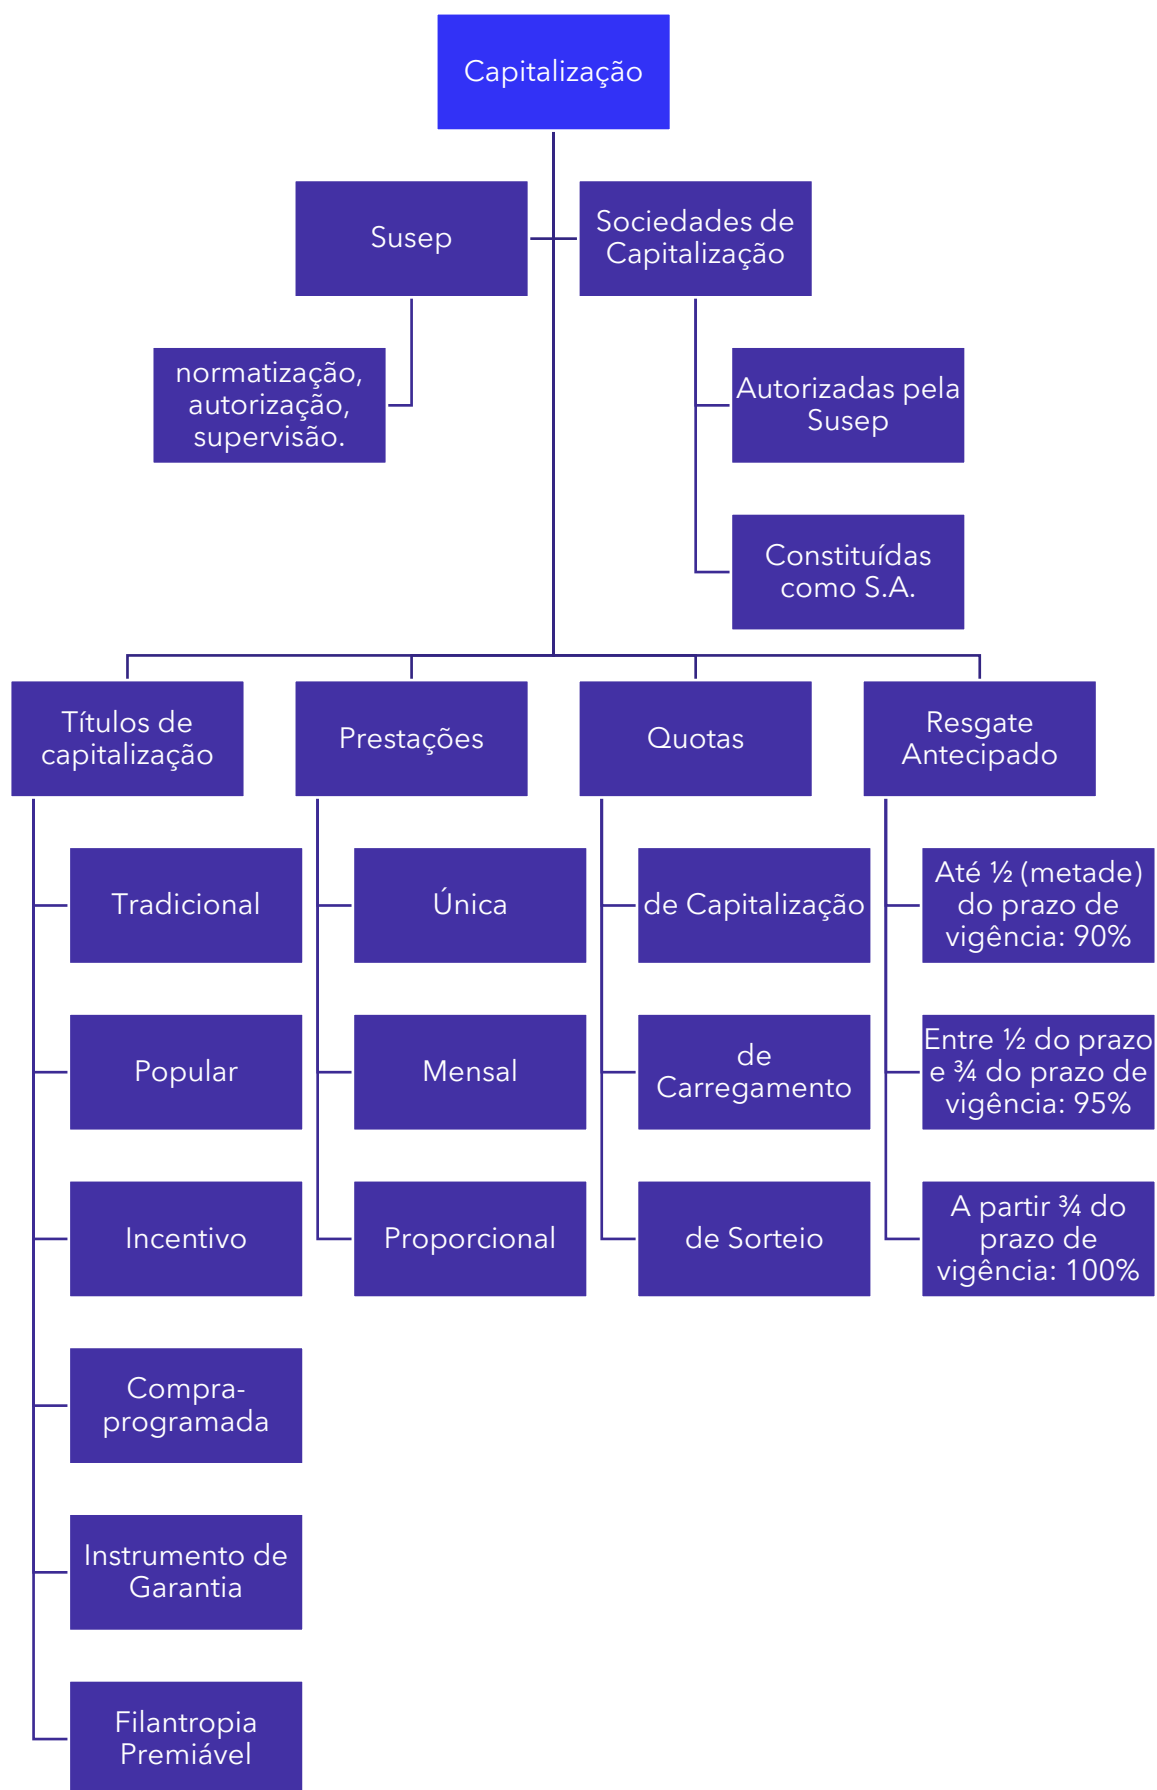 Capitalização
Susep
Sociedades de
Capitalização
normatização,
autorização,
supervisão.
Autorizadas pela
Susep
Constituídas
como S.A.
Títulos de
capitalização
Prestações
Quotas
Resgate
Antecipado
Tradicional
Única
de Capitalização
Até ½ (metade)
do prazo de
vigência: 90%
Popular
Mensal
de
Carregamento
Entre ½ do prazo
e ¾ do prazo de
vigência: 95%
Incentivo
Proporcional
de Sorteio
A partir ¾ do
prazo de
vigência: 100%
Compra-
programada
Instrumento de
Garantia
Filantropia
Premiável